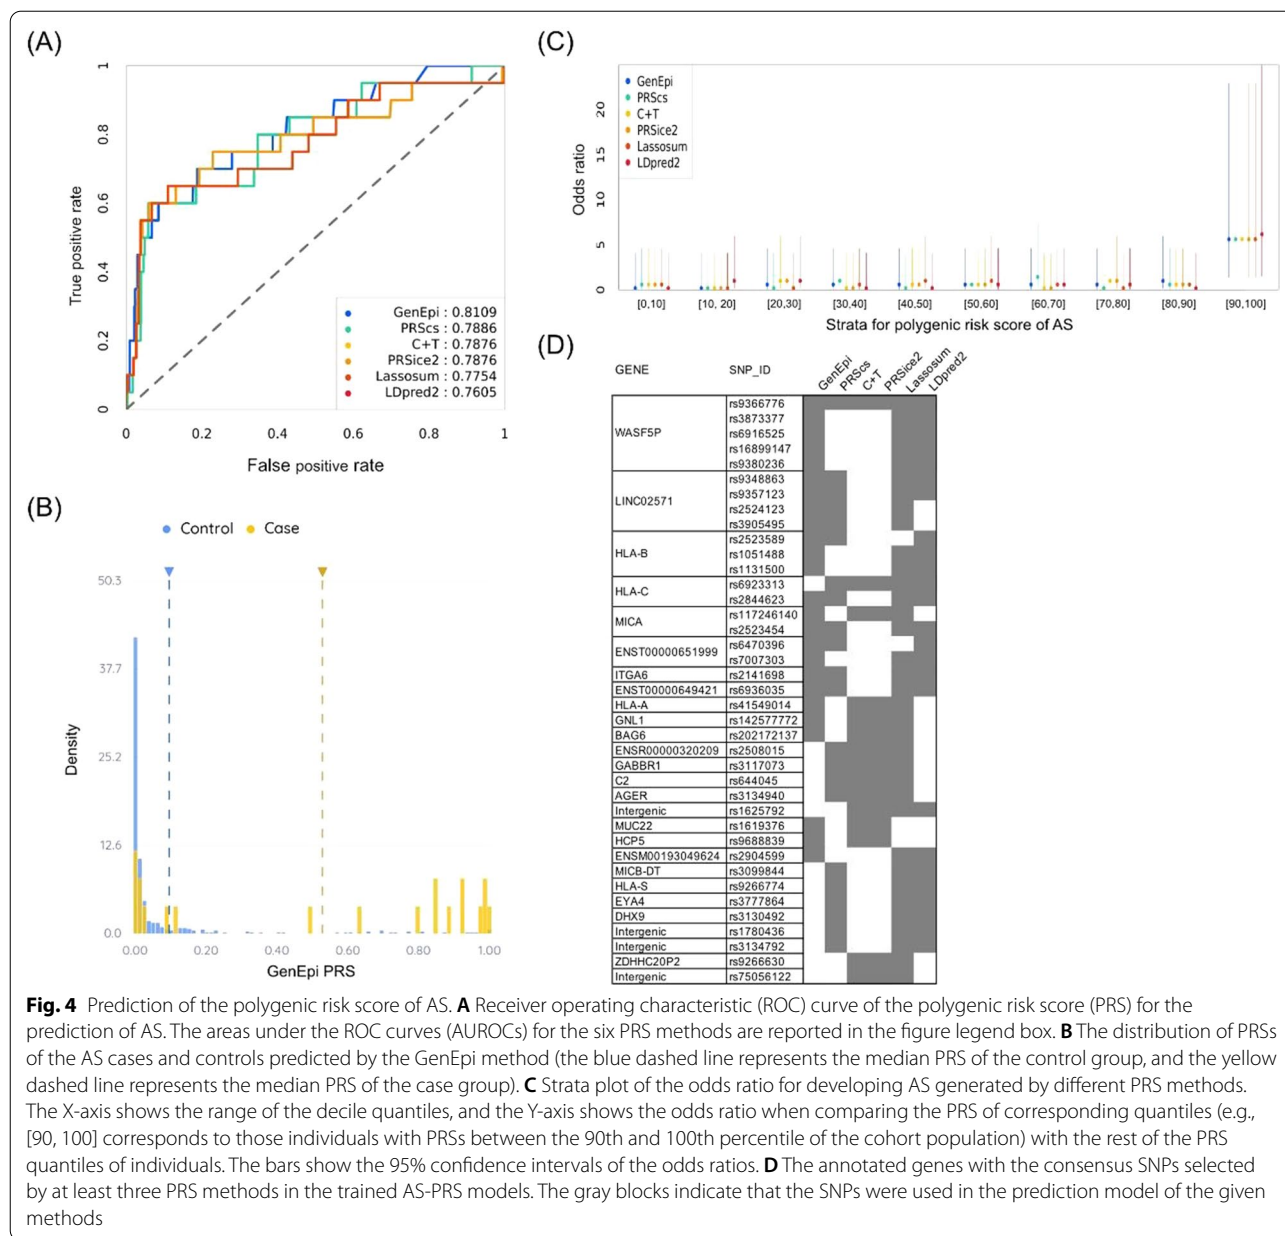 (A)
True positive rate
1
0.8
0.6
0.4
0.2
0
GenEpi : 0.8109
PRScs : 0.7886
C+T : 0.7876
PRSice2 : 0.7876
Lassosum : 0.7754
LDpred2 : 0.7605
0 0.2 0.4 0.6 0.8 1
False positive rate
(B)
Control Case
Density
50.3
37.7
25.2
12.6
0.0
0.00 0.20 0.40 0.60 0.80 1.00
GenEpi PRS
(C)
Odds ratio
20
15
10
5
0
GenEpi
PRScs
C+T
PRSice2
Lassosum
LDpred2
[0,10] [10, 20] [20,30] [30,40] [40,50] [50,60] [60,70] [70,80] [80,90] [90,100]
Strata for polygenic risk score of AS
(D)
GENE SNP_ID GenEpi PRScs C+T PRSice2 Lassosum LDpred2
WASF5P rs9366776
rs3873377
rs6916525
rs16899147
rs9380236
LINC02571 rs9348863
rs9357123
rs2524123
rs3905495
HLA-B rs2523589
rs1051488
rs1131500
HLA-C rs6923313
rs2844623
MICA rs117246140
rs2523454
ENST00000651999 rs6470396
rs7007303
ITGA6 rs2141698
ENST00000649421 rs6936035
HLA-A rs41549014
GNL1 rs142577772
BAG6 rs202172137
ENSR00000320209 rs2508015
GABBR1 rs3117073
C2 rs644045
AGER rs3134940
Intergenic rs1625792
MUC22 rs1619376
HCP5 rs9688839
ENSM00193049624 rs2904599
MICB-DT rs3099844
HLA-S rs9266774
EYA4 rs3777864
DHX9 rs3130492
Intergenic rs1780436
Intergenic rs3134792
ZDHHC20P2 rs9266630
Intergenic rs75056122
Fig. 4 Prediction of the polygenic risk score of AS. A Receiver operating characteristic (ROC) curve of the polygenic risk score (PRS) for the
prediction of AS. The areas under the ROC curves (AUROCs) for the six PRS methods are reported in the figure legend box. B The distribution of PRSs
of the AS cases and controls predicted by the GenEpi method (the blue dashed line represents the median PRS of the control group, and the yellow
dashed line represents the median PRS of the case group). C Strata plot of the odds ratio for developing AS generated by different PRS methods.
The X-axis shows the range of the decile quantiles, and the Y-axis shows the odds ratio when comparing the PRS of corresponding quantiles (e.g.,
[90, 100] corresponds to those individuals with PRSs between the 90th and 100th percentile of the cohort population) with the rest of the PRS
quantiles of individuals. The bars show the 95% confidence intervals of the odds ratios. D The annotated genes with the consensus SNPs selected
by at least three PRS methods in the trained AS-PRS models. The gray blocks indicate that the SNPs were used in the prediction model of the given
methods